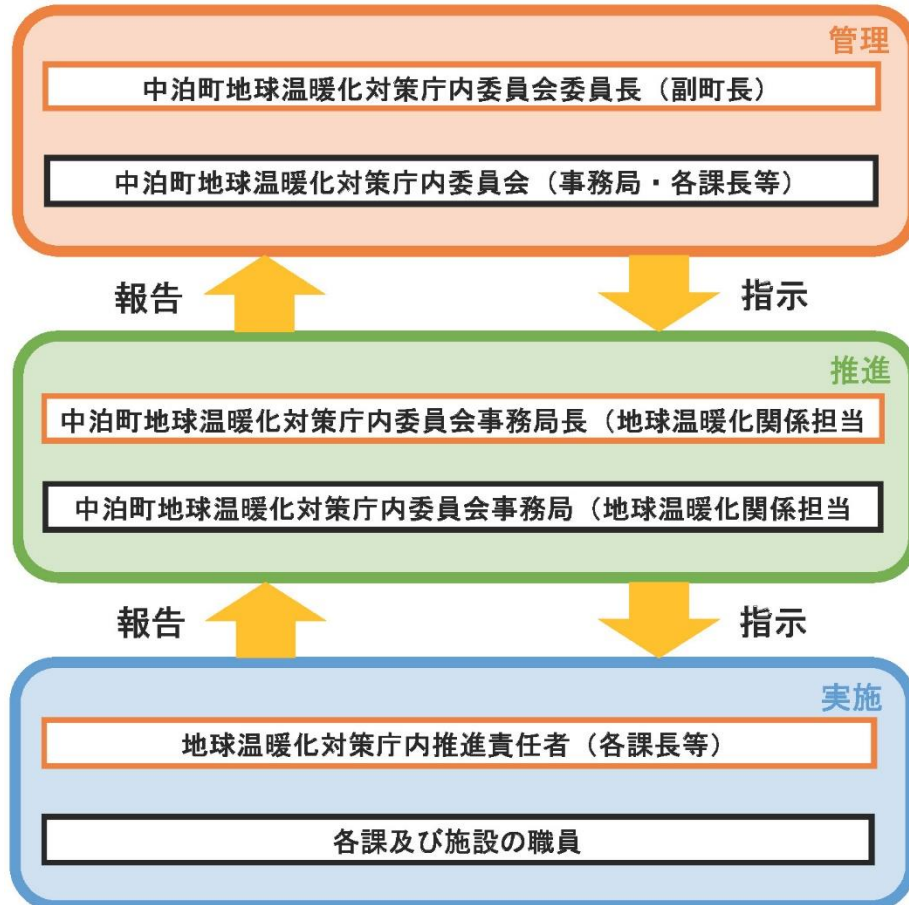 管理
中泊町地球温暖化対策庁内委員会委員長（副町長）
中泊町地球温暖化対策庁内委員会（事務局・各課長等）
報告
指示
推進
中泊町地球温暖化対策庁内委員会事務局長（地球温暖化関係担当
中泊町地球温暖化対策庁内委員会事務局（地球温暖化関係担当
報告
指示
実施
地球温暖化対策庁内推進責任者（各課長等）
各課及び施設の職員